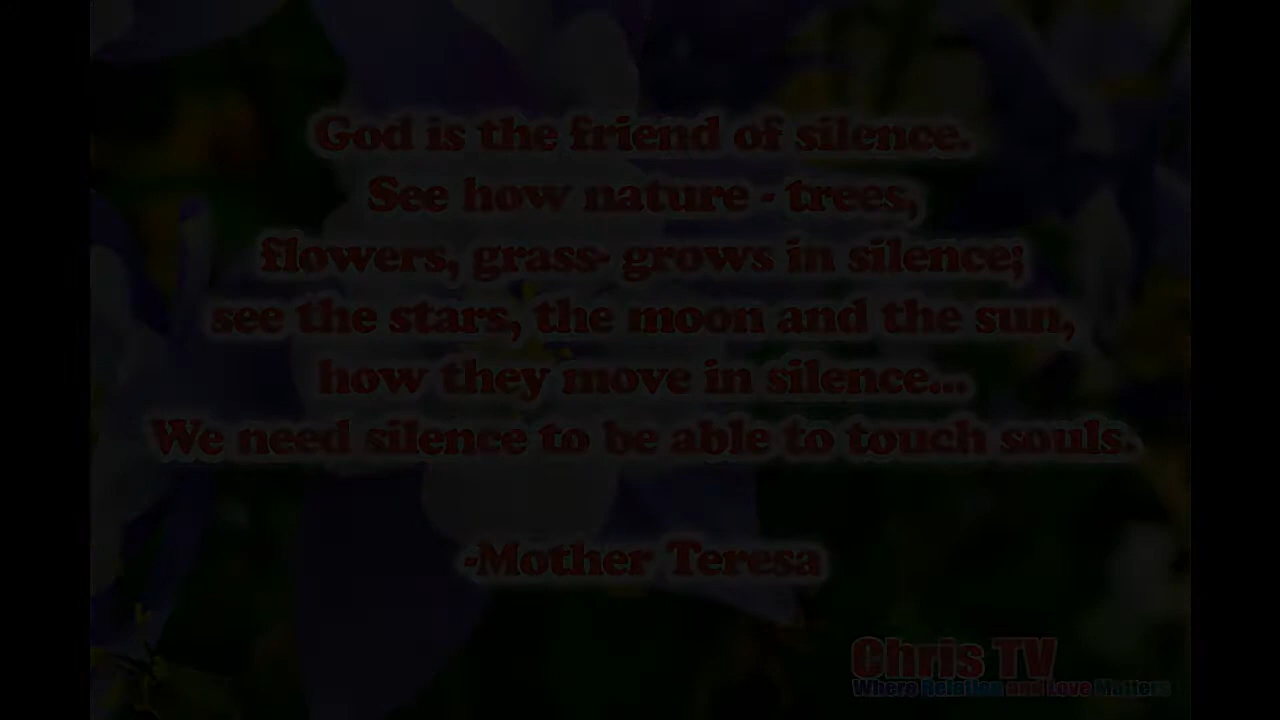 God is the friend of silence.
See how nature - trees,
flowers, grass- grows in silence;
see the stars, the moon and the sun,
how they move in silence...
We need silence to be able to touch souls.
-Mother Teresa
Chris TV
Where Relation and Love Matters